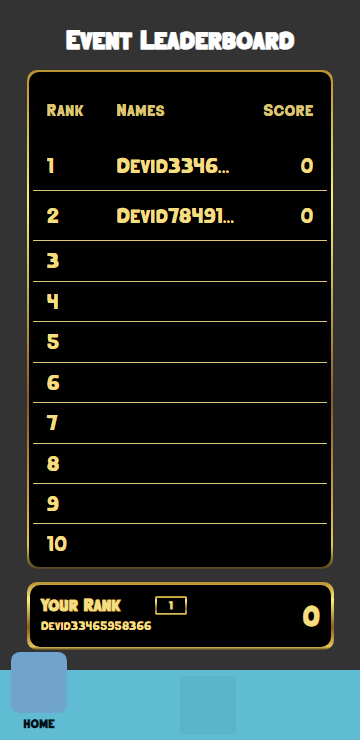 Event Leaderboard
Rank Names Score
1 Devid3346... 0
2 Devid78491... 0
3
4
5
6
7
8
9
10
Your Rank 1
Devid33465958366 0
HOME